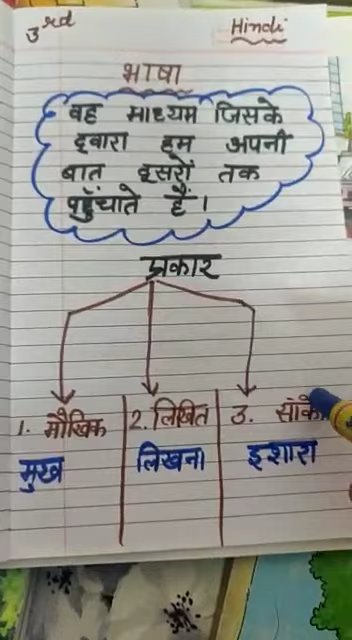 3rd
Hindi
भाषा
वह माध्यम जिसके
द्वारा हम अपनी
बात दूसरों तक
पहुँचाते हैं।
प्रकार
1. मौखिक 2. लिखित 3.
मुख लिखना इशारा